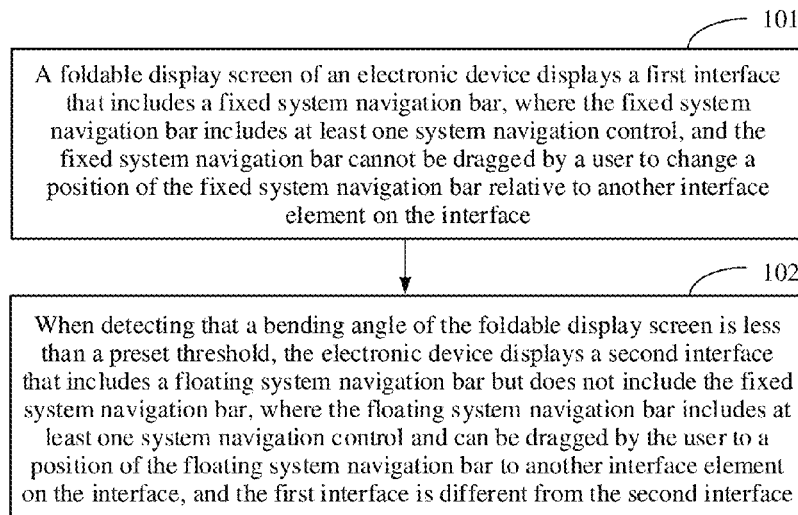 101
A foldable display screen of an electronic device displays a first interface
that includes a fixed system navigation bar, where the fixed system
navigation bar includes at least one system navigation control, and the
fixed system navigation bar cannot be dragged by a user to change a
position of the fixed system navigation bar relative to another interface
element on the interface
102
When detecting that a bending angle of the foldable display screen is less
than a preset threshold, the electronic device displays a second interface
that includes a floating system navigation bar but does not include the fixed
system navigation bar, where the floating system navigation bar includes at
least one system navigation control and can be dragged by the user to a
position of the floating system navigation bar to another interface element
on the interface, and the first interface is different from the second interface